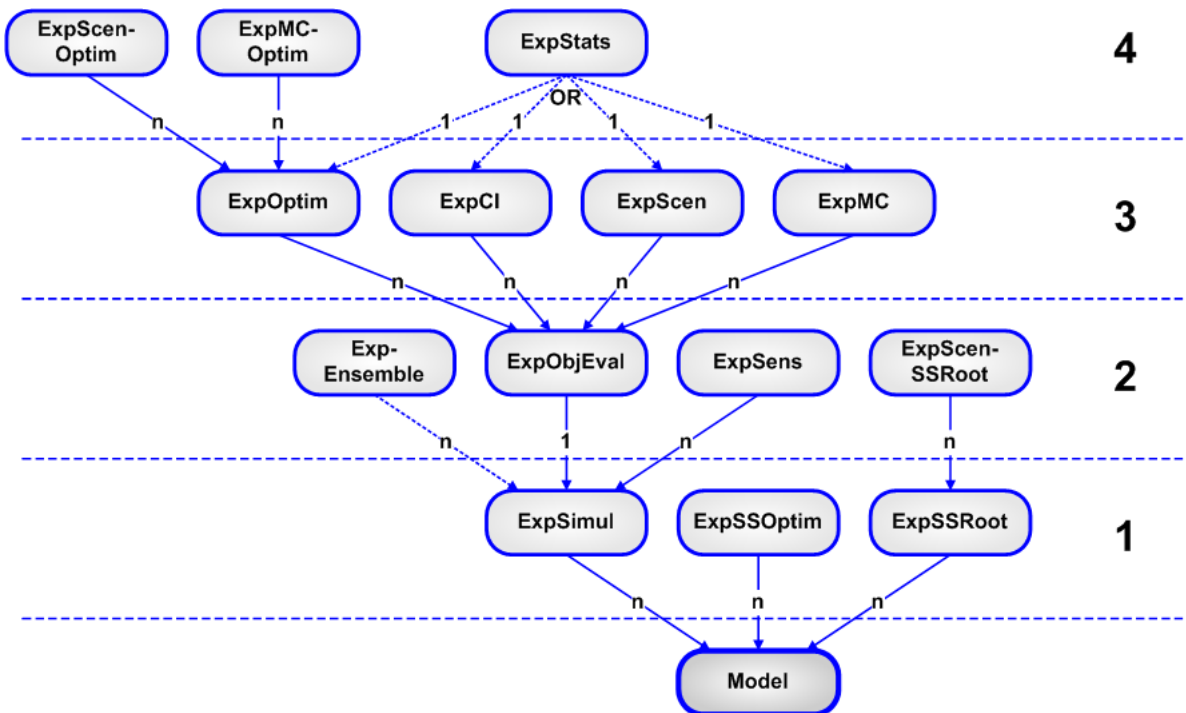 ExpScen-
Optim
ExpMC-
Optim
ExpStats
4
OR
n
n
1
1
1
1
ExpOptim
ExpCI
ExpScen
ExpMC
3
n
n
n
n
Exp-
Ensemble
ExpObjEval
ExpSens
ExpScen-
SSRoot
2
n
1
n
n
ExpSimul
ExpSSOptim
ExpSSRoot
1
n
n
n
Model